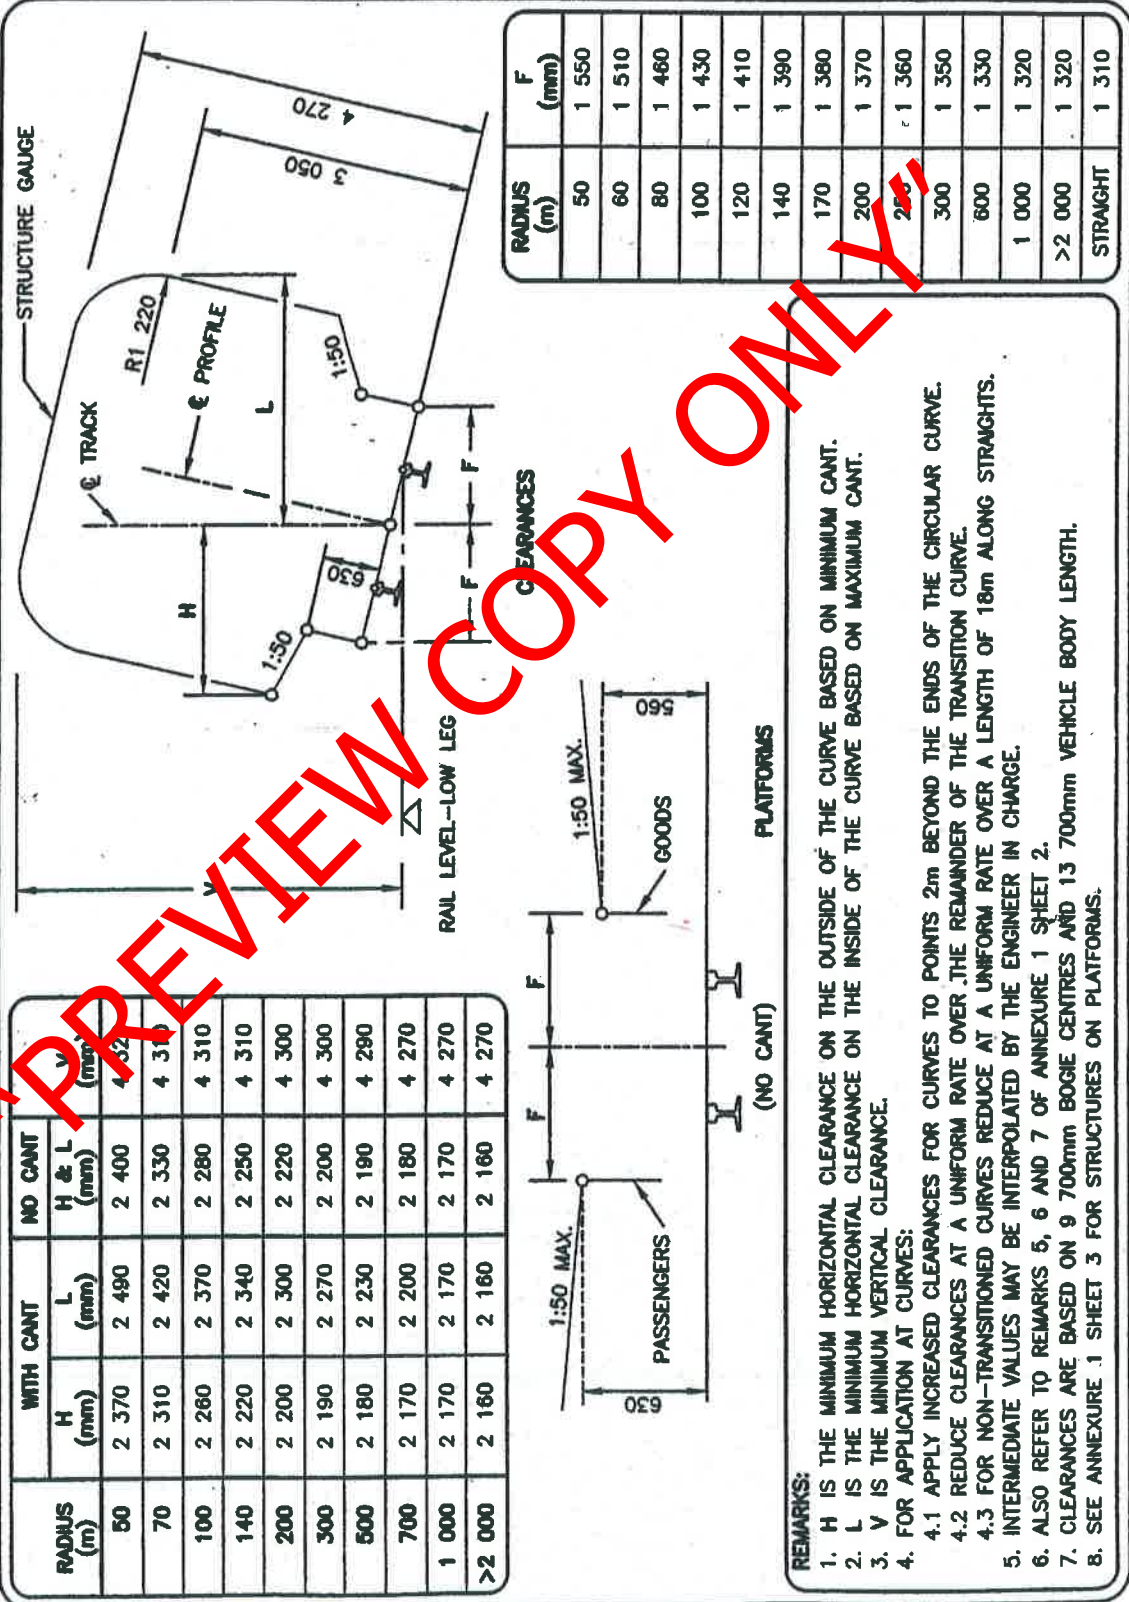 WITH CANT | NO CANT
RADIUS (m) | H (mm) | L (mm) | H & L (mm) | V (mm)
50 | 2 370 | 2 490 | 2 400 | 4 320
70 | 2 310 | 2 420 | 2 330 | 4 310
100 | 2 260 | 2 370 | 2 280 | 4 310
140 | 2 220 | 2 340 | 2 250 | 4 310
200 | 2 200 | 2 300 | 2 220 | 4 300
300 | 2 190 | 2 270 | 2 200 | 4 300
500 | 2 180 | 2 230 | 2 190 | 4 290
700 | 2 170 | 2 200 | 2 180 | 4 270
1 000 | 2 170 | 2 170 | 2 170 | 4 270
>2 000 | 2 160 | 2 160 | 2 160 | 4 270
STRUCTURE GAUGE
℄ TRACK
℄ PROFILE
R1 220
4 270
3 050
H
L
V
1:50
1:50
630
F
F
RAIL LEVEL-LOW LEG
CLEARANCES
RADIUS (m) | F (mm)
50 | 1 550
60 | 1 510
80 | 1 460
100 | 1 430
120 | 1 410
140 | 1 390
170 | 1 380
200 | 1 370
1 360
300 | 1 350
600 | 1 330
1 000 | 1 320
>2 000 | 1 320
STRAIGHT | 1 310
1:50 MAX.
1:50 MAX.
F
F
PASSENGERS
GOODS
630
560
(NO CANT)
PLATFORMS
REMARKS:
1. H IS THE MINIMUM HORIZONTAL CLEARANCE ON THE OUTSIDE OF THE CURVE BASED ON MINIMUM CANT.
2. L IS THE MINIMUM HORIZONTAL CLEARANCE ON THE INSIDE OF THE CURVE BASED ON MAXIMUM CANT.
3. V IS THE MINIMUM VERTICAL CLEARANCE.
4. FOR APPLICATION AT CURVES:
4.1 APPLY INCREASED CLEARANCES FOR CURVES TO POINTS 2m BEYOND THE ENDS OF THE CIRCULAR CURVE.
4.2 REDUCE CLEARANCES AT A UNIFORM RATE OVER THE REMAINDER OF THE TRANSITION CURVE.
4.3 FOR NON-TRANSITIONED CURVES REDUCE AT A UNIFORM RATE OVER A LENGTH OF 18m ALONG STRAIGHTS.
5. INTERMEDIATE VALUES MAY BE INTERPOLATED BY THE ENGINEER IN CHARGE.
6. ALSO REFER TO REMARKS 5, 6 AND 7 OF ANNEXURE 1 SHEET 2.
7. CLEARANCES ARE BASED ON 9 700mm BOGIE CENTRES AND 13 700mm VEHICLE BODY LENGTH.
8. SEE ANNEXURE 1 SHEET 3 FOR STRUCTURES ON PLATFORMS.
"PREVIEW COPY ONLY"